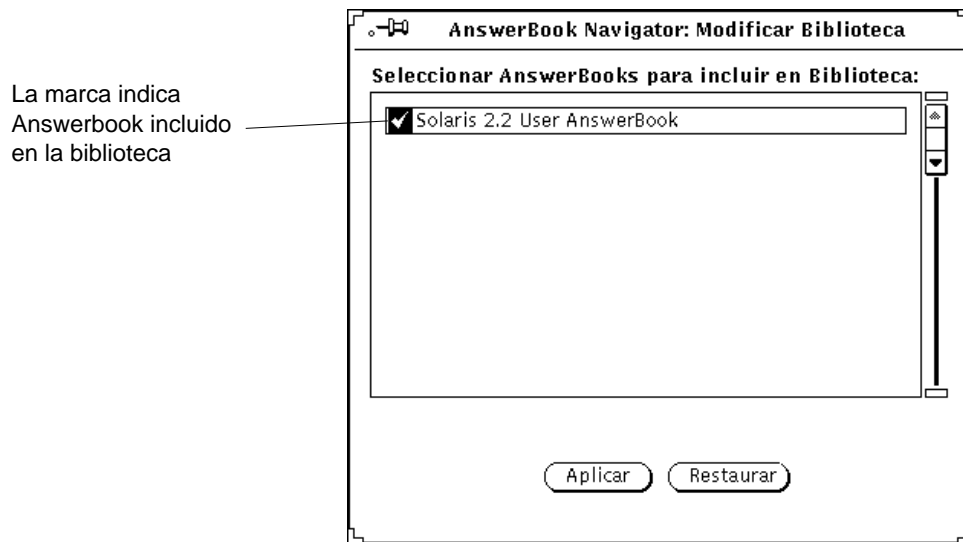 AnswerBook Navigator: Modificar Biblioteca
Seleccionar AnswerBooks para incluir en Biblioteca:
La marca indica
Answerbook incluido
en la biblioteca
Solaris 2.2 User AnswerBook
Aplicar
Restaurar